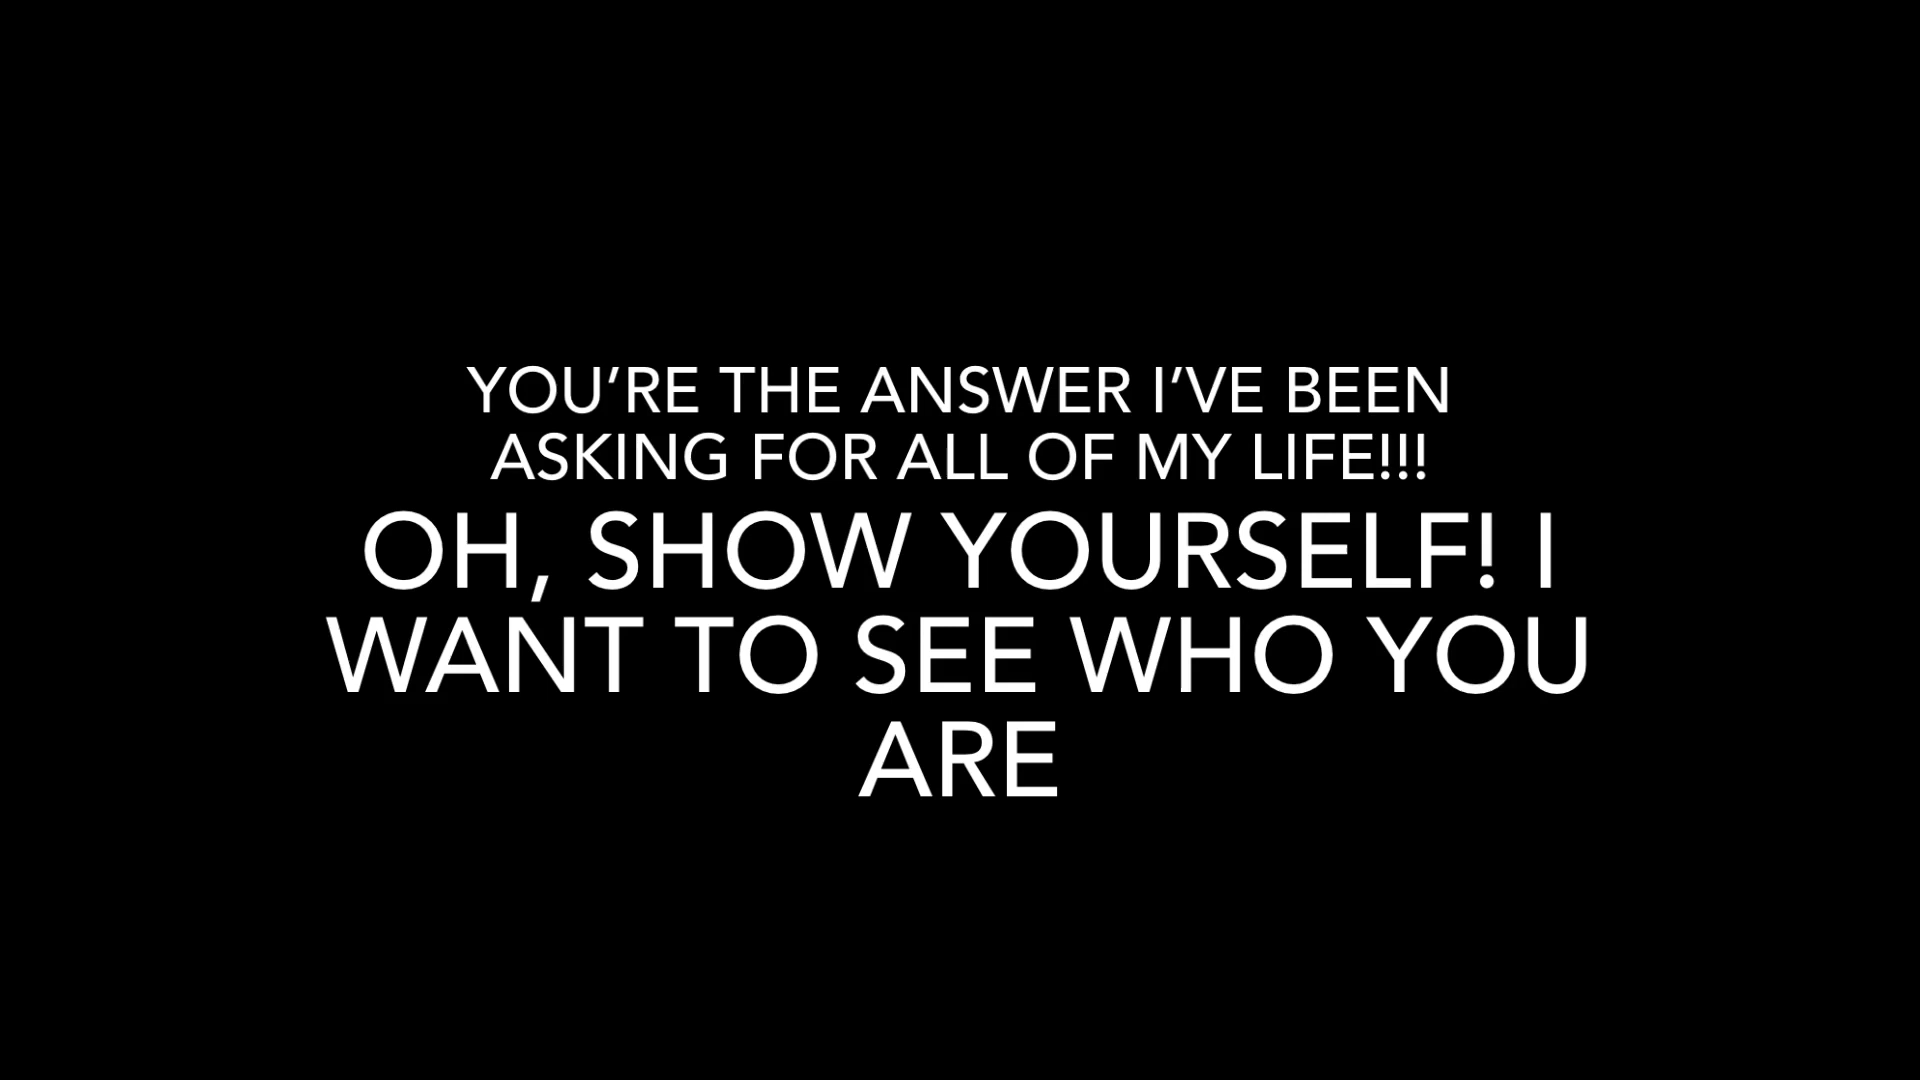 YOU’RE THE ANSWER I’VE BEEN
ASKING FOR ALL OF MY LIFE!!!
OH, SHOW YOURSELF! I
WANT TO SEE WHO YOU
ARE